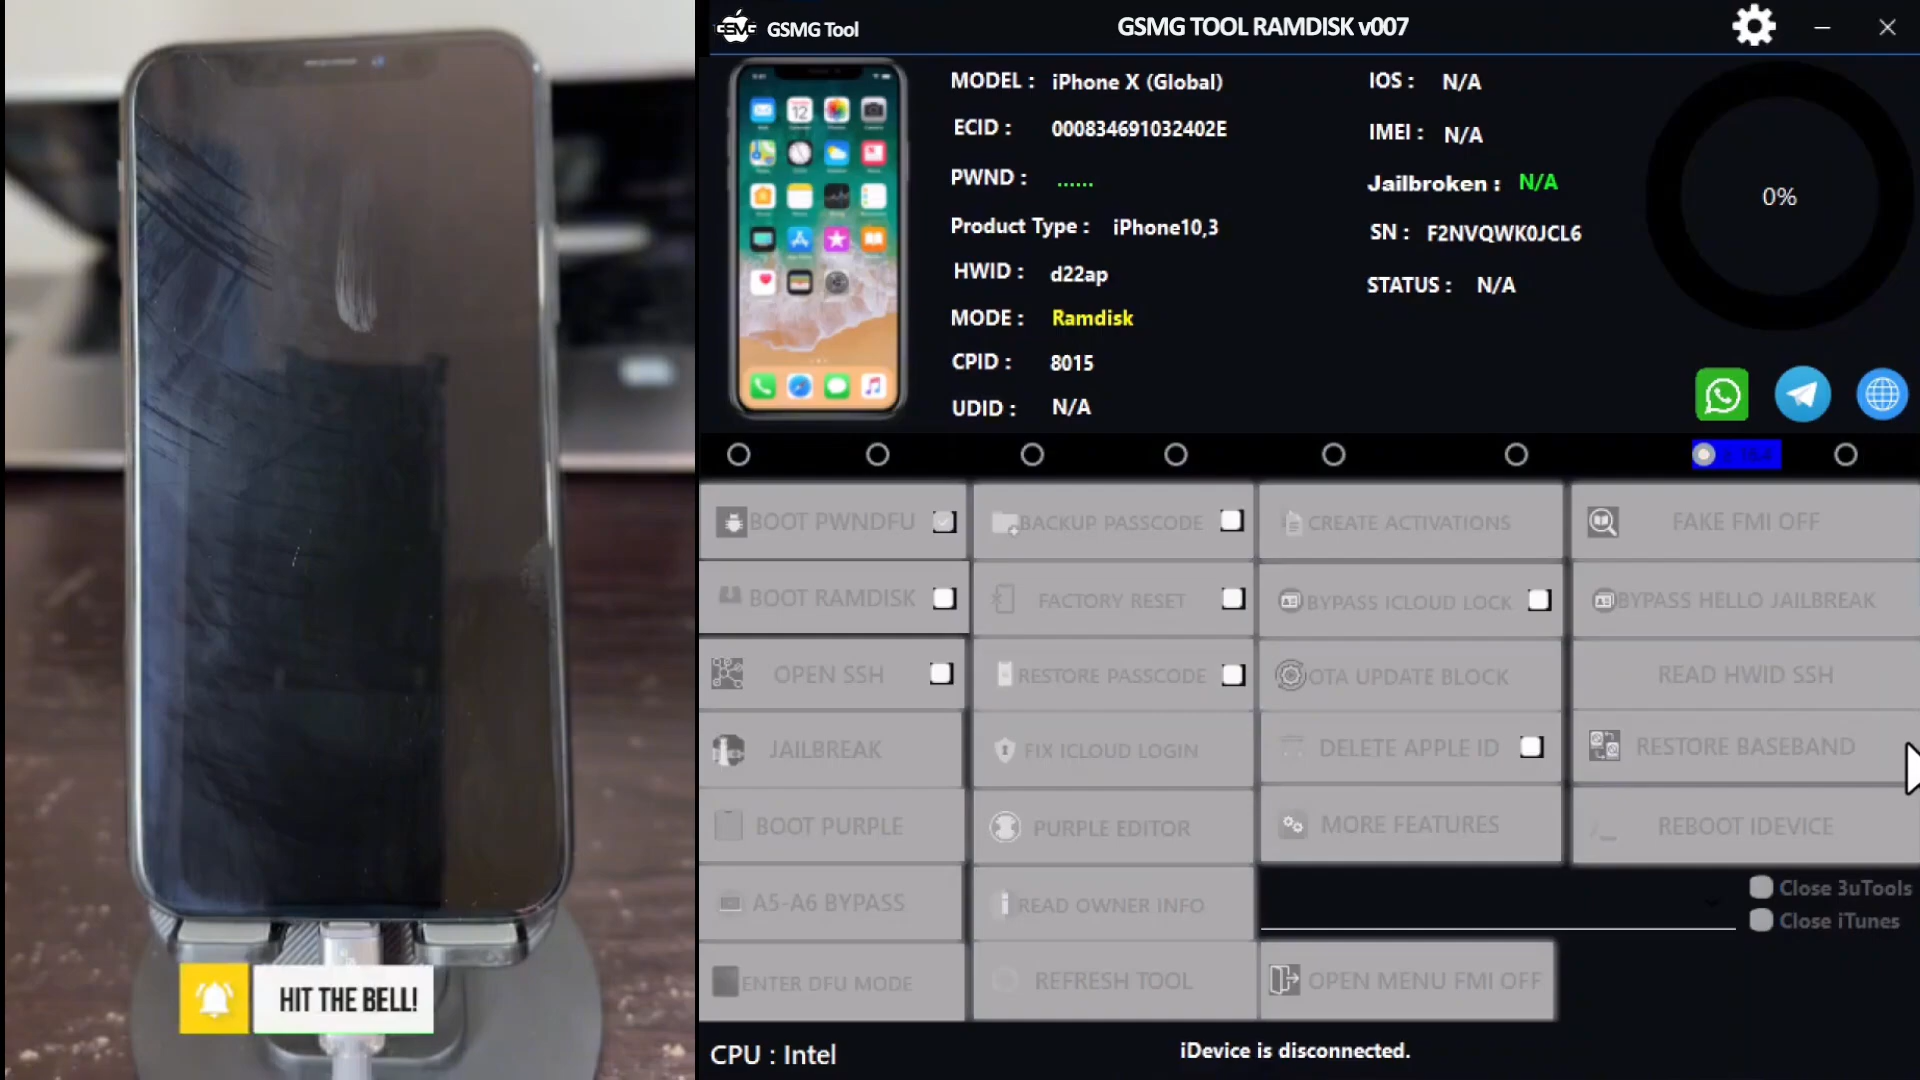 GSMG
GSMG Tool
GSMG TOOL RAMDISK v007
MODEL : iPhone X (Global)
ECID : 000834691032402E
PWND : ......
Product Type : iPhone10,3
HWID : d22ap
MODE : Ramdisk
CPID : 8015
UDID : N/A
IOS : N/A
IMEI : N/A
Jailbroken : N/A
SN : F2NVQWK0JCL6
STATUS : N/A
0%
BOOT PWNDFU
BACKUP PASSCODE
CREATE ACTIVATIONS
FAKE FMI OFF
BOOT RAMDISK
FACTORY RESET
BYPASS ICLOUD LOCK
BYPASS HELLO JAILBREAK
OPEN SSH
RESTORE PASSCODE
OTA UPDATE BLOCK
READ HWID SSH
JAILBREAK
FIX ICLOUD LOGIN
DELETE APPLE ID
RESTORE BASEBAND
BOOT PURPLE
PURPLE EDITOR
MORE FEATURES
REBOOT IDEVICE
A5-A6 BYPASS
READ OWNER INFO
Close 3uTools
Close iTunes
ENTER DFU MODE
REFRESH TOOL
OPEN MENU FMI OFF
CPU : Intel
iDevice is disconnected.
HIT THE BELL!